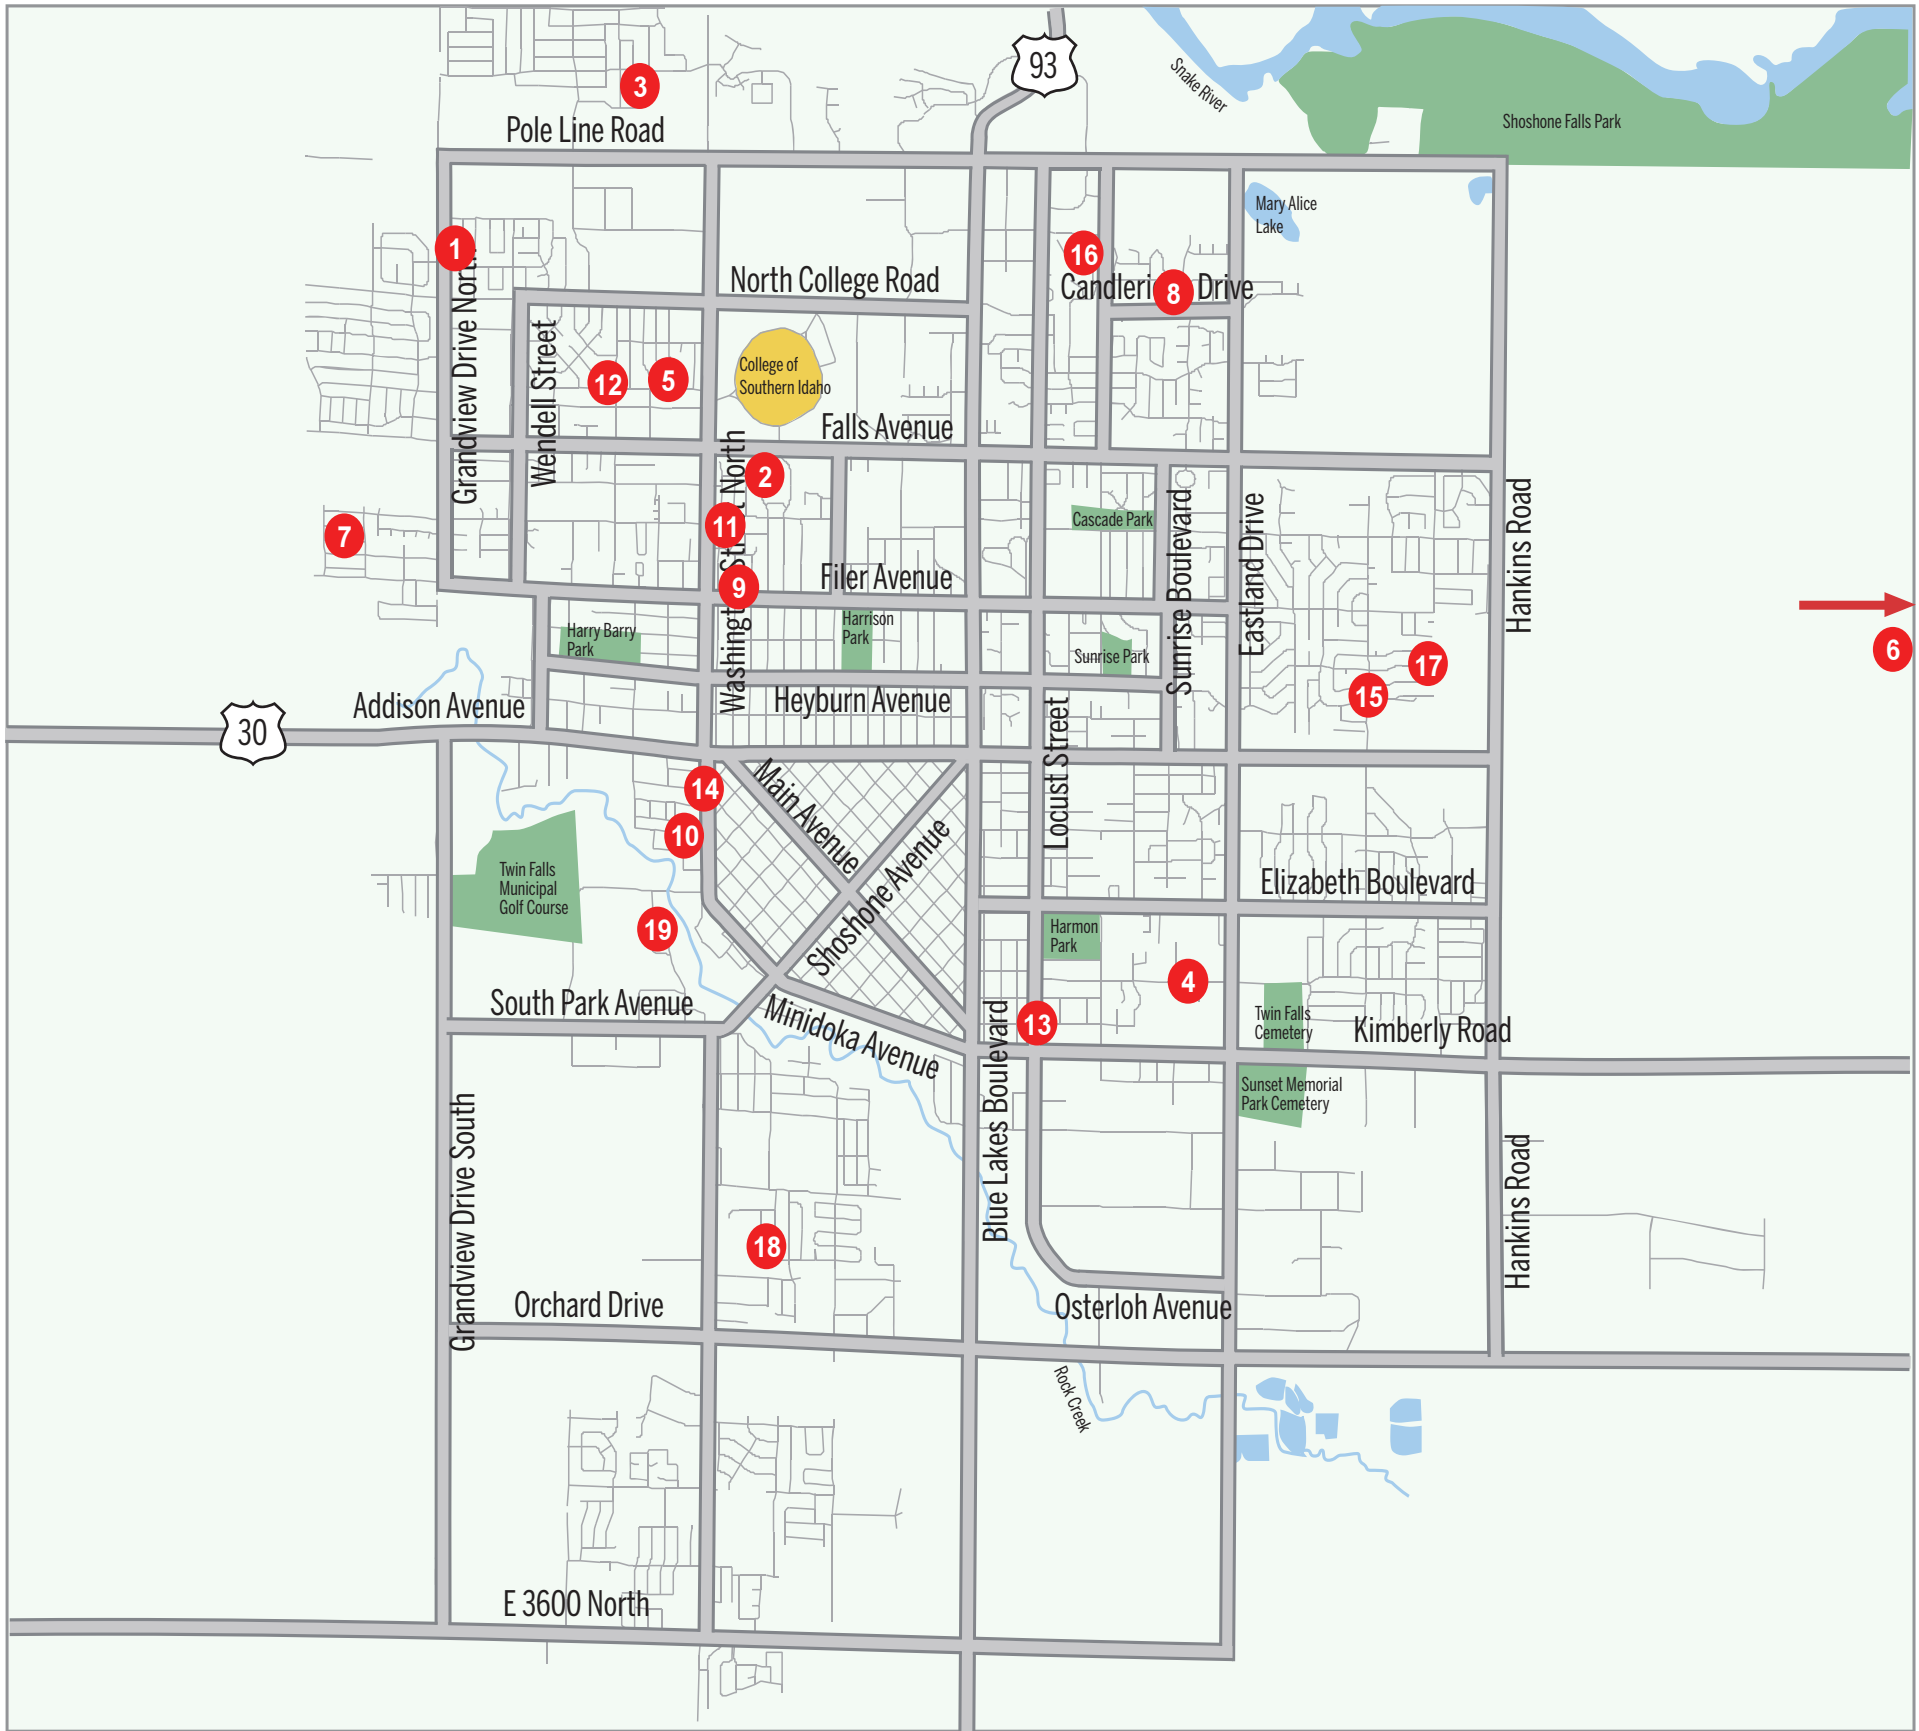 93
Snake River
3
Pole Line Road
Shoshone Falls Park
Mary Alice
Lake
1
16
North College Road
Candleri
8
Drive
Grandview Drive North
Wendell Street
12
5
College of
Southern Idaho
Falls Avenue
2
11
7
9
Cascade Park
Filer Avenue
Washingt
St
t North
Sunrise Boulevard
Eastland Drive
Hankins Road
Harry Barry
Park
Harrison
Park
Sunrise Park
6
17
15
Addison Avenue
Heyburn Avenue
30
Locust Street
14
Main Avenue
10
Shoshone Avenue
Twin Falls
Municipal
Golf Course
Elizabeth Boulevard
19
Harmon
Park
4
South Park Avenue
Minidoka Avenue
13
Twin Falls
Cemetery
Kimberly Road
Blue Lakes Boulevard
Sunset Memorial
Park Cemetery
Grandview Drive South
Hankins Road
18
Orchard Drive
Osterloh Avenue
Rock Creek
E 3600 North